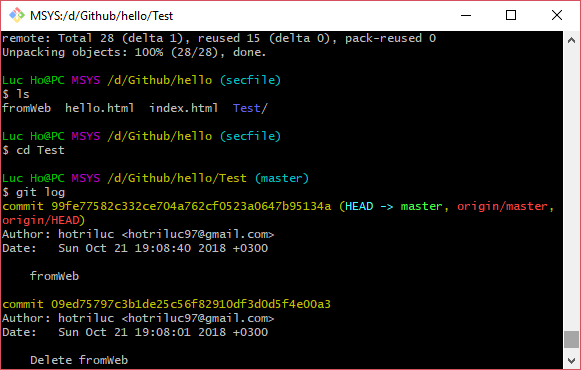 MSYS:/d/Github/hello/Test
remote: Total 28 (delta 1), reused 15 (delta 0), pack-reused 0
Unpacking objects: 100% (28/28), done.
Luc Ho@PC MSYS /d/Github/hello (secfile)
$ ls
fromWeb  hello.html  index.html  Test/
Luc Ho@PC MSYS /d/Github/hello (secfile)
$ cd Test
Luc Ho@PC MSYS /d/Github/hello/Test (master)
$ git log
commit 99fe77582c332ce704a762cf0523a0647b95134a (HEAD -> master, origin/master,
origin/HEAD)
Author: hotriluc <hotriluc97@gmail.com>
Date:   Sun Oct 21 19:08:40 2018 +0300
fromWeb
commit 09ed75797c3b1de25c56f82910df3d0d5f4e00a3
Author: hotriluc <hotriluc97@gmail.com>
Date:   Sun Oct 21 19:08:01 2018 +0300
Delete fromWeb